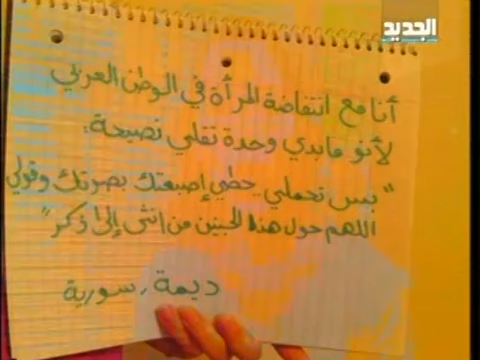 الجديد
أنا مع انتفاضة المرأة في الوطن العربي
لأنو مابدي وحدة تقلي نصيحة:
"بس تحملي حطي إصبعتك بصرتك وقولي
اللهم حول هذا الجنين من انثى إلى ذكر"
ديمة, سورية